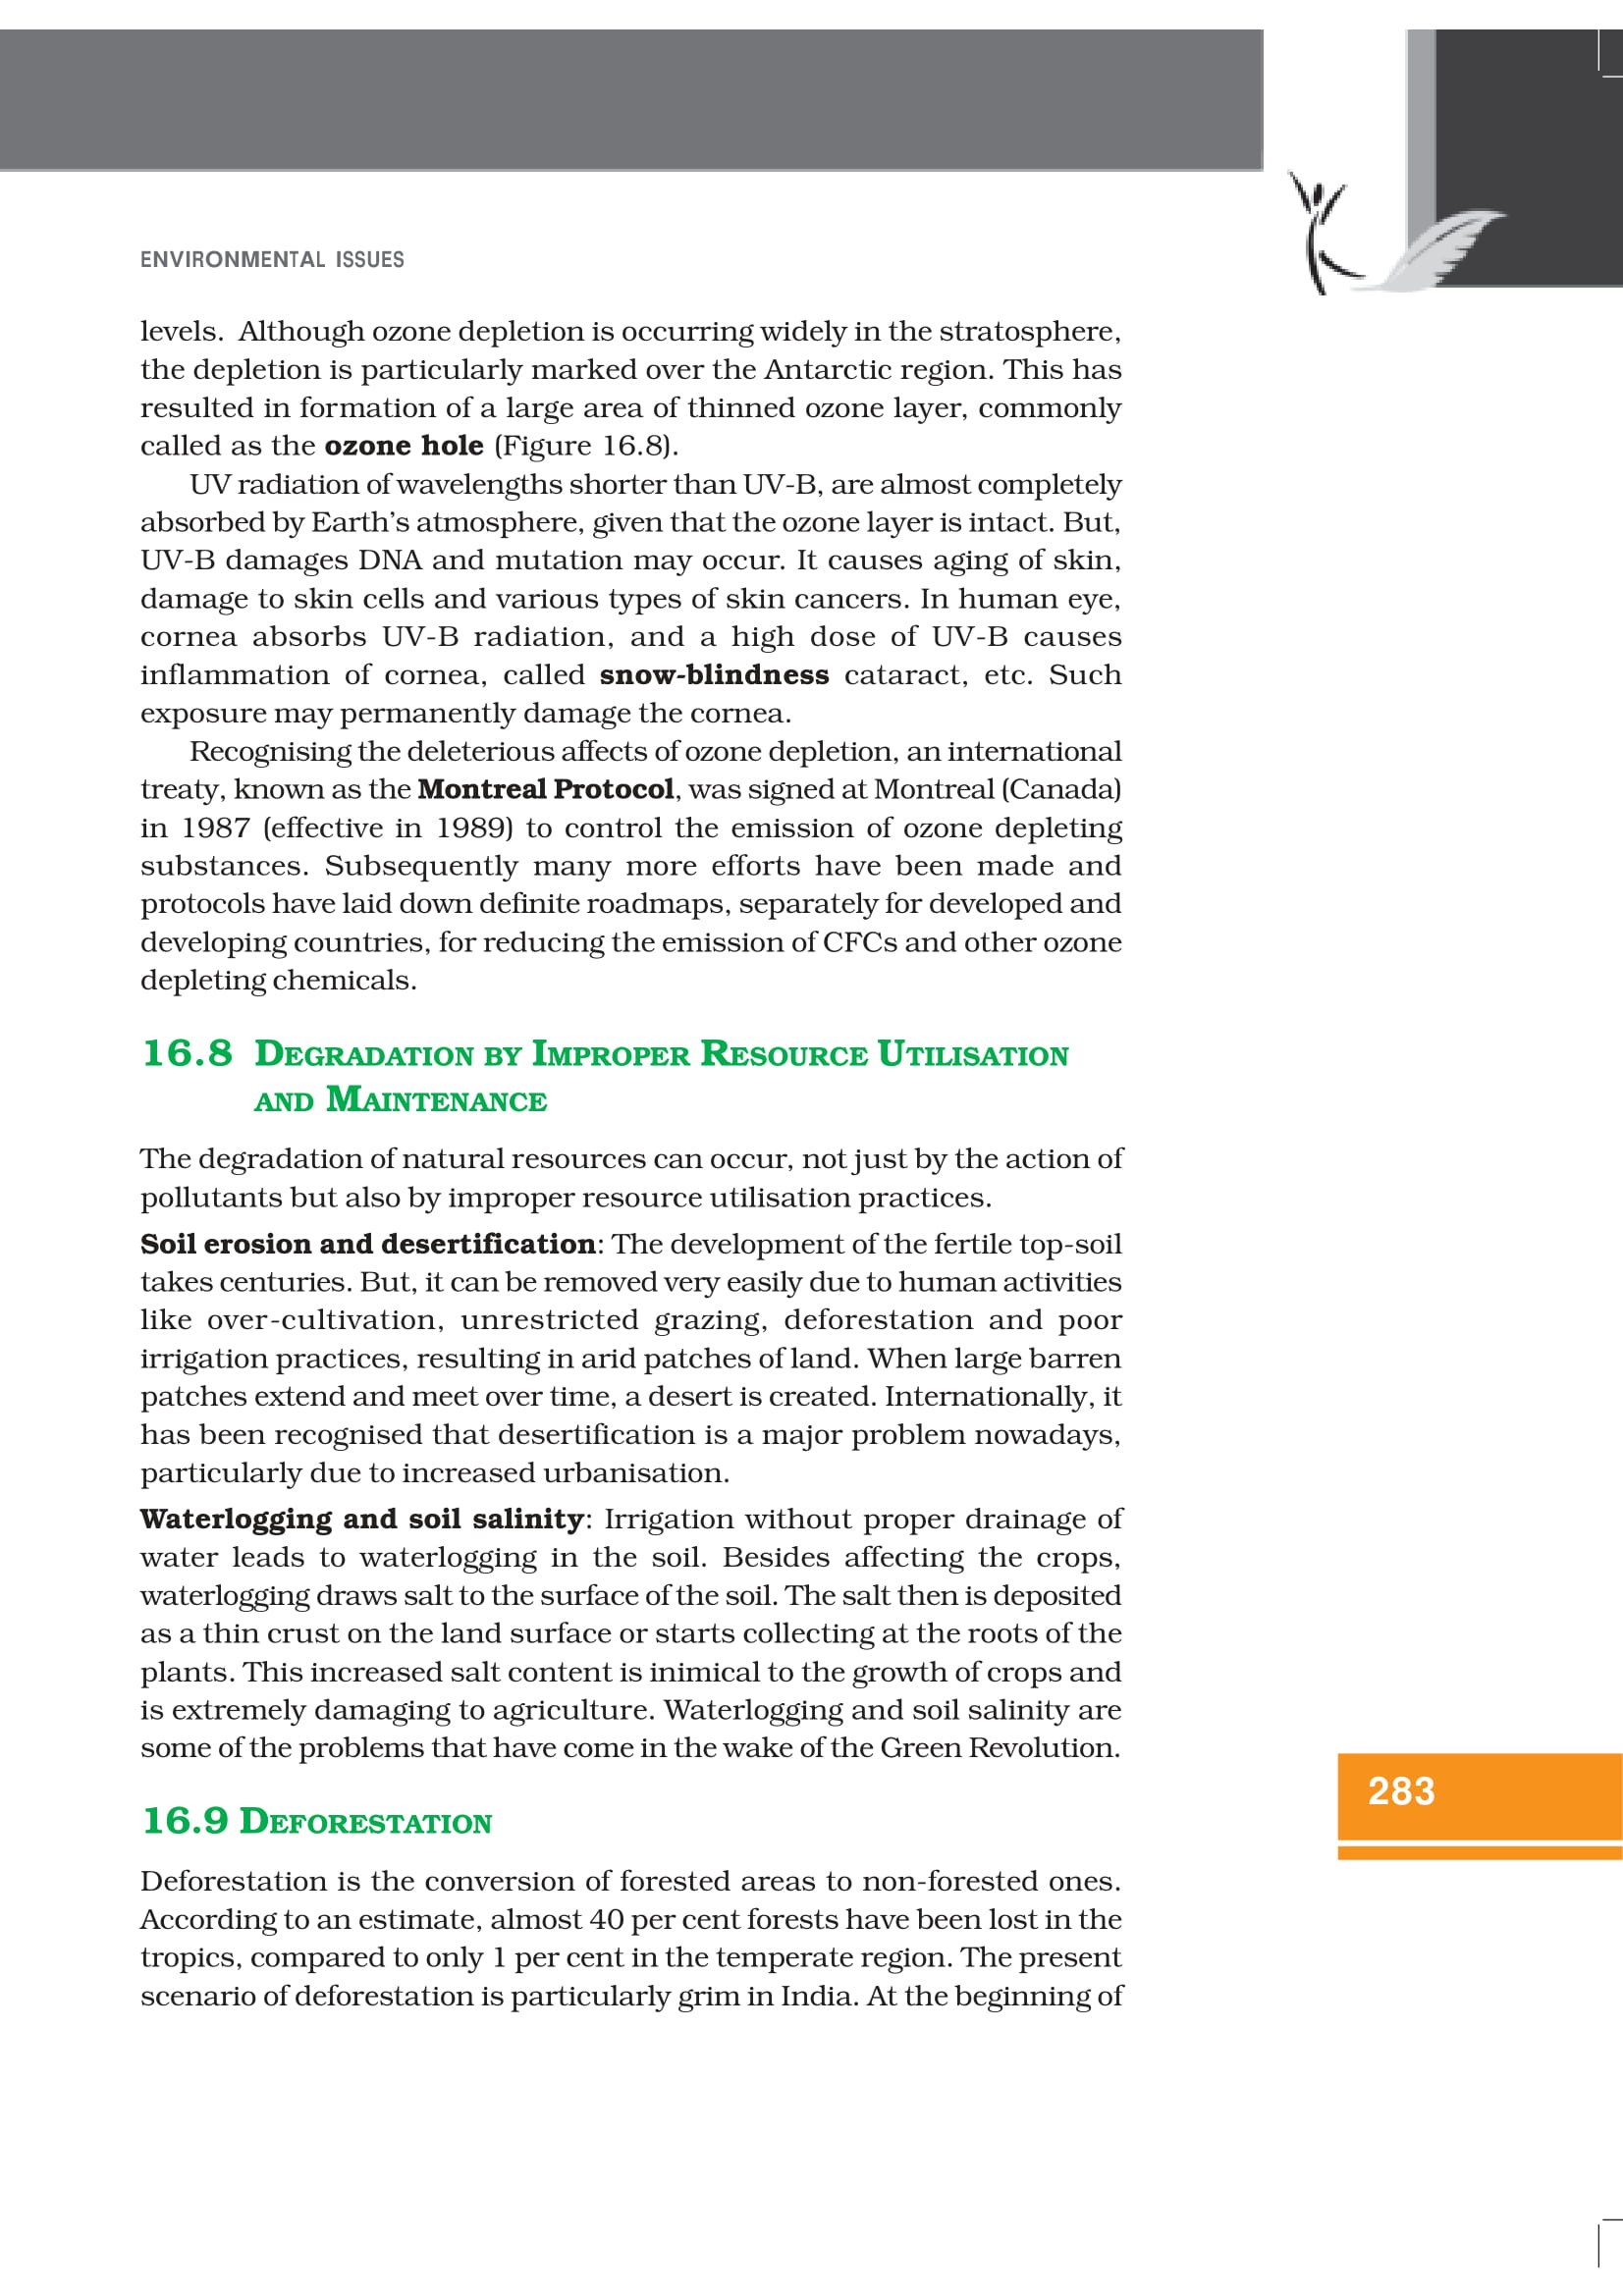 ENVIRONMENTAL ISSUES
levels. Although ozone depletion is occurring widely in the stratosphere,
the depletion is particularly marked over the Antarctic region. This has
resulted in formation of a large area of thinned ozone layer, commonly
called as the ozone hole (Figure 16.8).
UV radiation of wavelengths shorter than UV-B, are almost completely
absorbed by Earth’s atmosphere, given that the ozone layer is intact. But,
UV-B damages DNA and mutation may occur. It causes aging of skin,
damage to skin cells and various types of skin cancers. In human eye,
cornea absorbs UV-B radiation, and a high dose of UV-B causes
inflammation of cornea, called snow-blindness cataract, etc. Such
exposure may permanently damage the cornea.
Recognising the deleterious affects of ozone depletion, an international
treaty, known as the Montreal Protocol, was signed at Montreal (Canada)
in 1987 (effective in 1989) to control the emission of ozone depleting
substances. Subsequently many more efforts have been made and
protocols have laid down definite roadmaps, separately for developed and
developing countries, for reducing the emission of CFCs and other ozone
depleting chemicals.
16.8 DEGRADATION BY IMPROPER RESOURCE UTILISATION
AND MAINTENANCE
The degradation of natural resources can occur, not just by the action of
pollutants but also by improper resource utilisation practices.
Soil erosion and desertification: The development of the fertile top-soil
takes centuries. But, it can be removed very easily due to human activities
like over-cultivation, unrestricted grazing, deforestation and poor
irrigation practices, resulting in arid patches of land. When large barren
patches extend and meet over time, a desert is created. Internationally, it
has been recognised that desertification is a major problem nowadays,
particularly due to increased urbanisation.
Waterlogging and soil salinity: Irrigation without proper drainage of
water leads to waterlogging in the soil. Besides affecting the crops,
waterlogging draws salt to the surface of the soil. The salt then is deposited
as a thin crust on the land surface or starts collecting at the roots of the
plants. This increased salt content is inimical to the growth of crops and
is extremely damaging to agriculture. Waterlogging and soil salinity are
some of the problems that have come in the wake of the Green Revolution.
283
16.9 DEFORESTATION
Deforestation is the conversion of forested areas to non-forested ones.
According to an estimate, almost 40 per cent forests have been lost in the
tropics, compared to only 1 per cent in the temperate region. The present
scenario of deforestation is particularly grim in India. At the beginning of